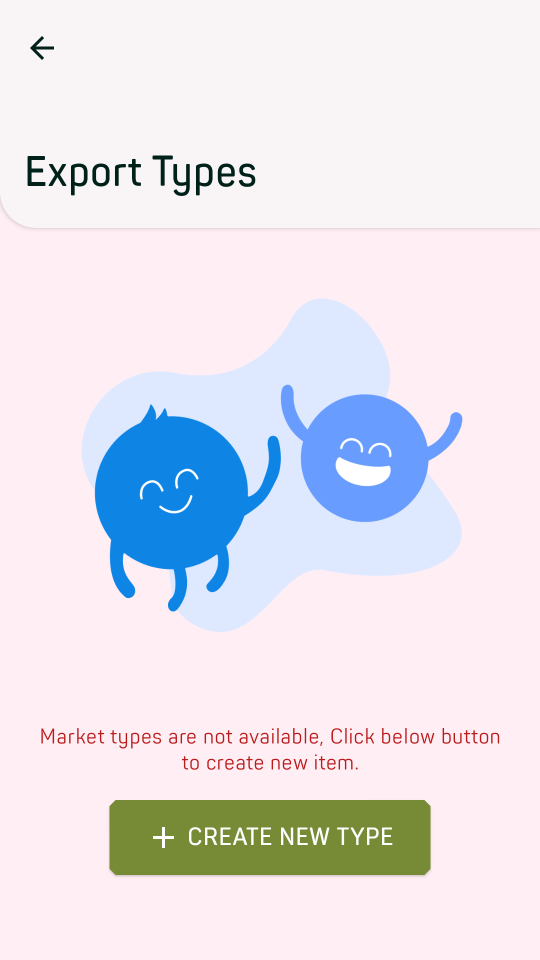 Export Types
Market types are not available, Click below button
to create new item.
CREATE NEW TYPE